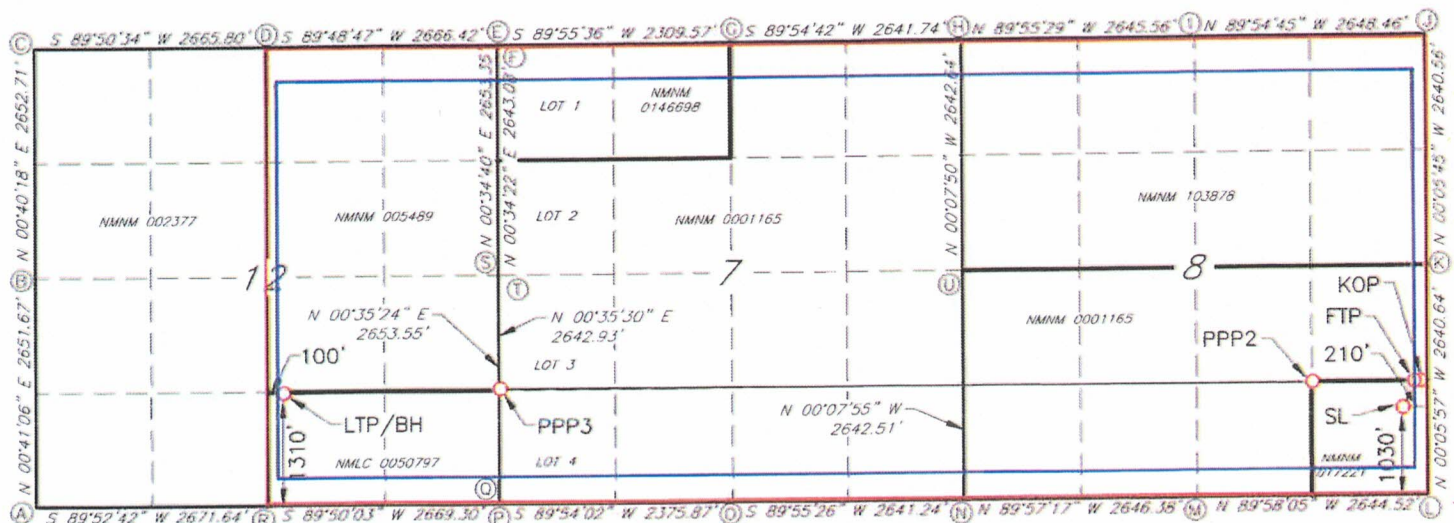 C S 89°50'34" W 2665.80' D S 89°48'47" W 2666.42' E S 89°55'36" W 2309.57' G S 89°54'42" W 2641.74' H N 89°55'29" W 2645.56' I N 89°54'45" W 2648.46' J
N 00°40'18" E 2652.71'
N 00°34'40" E 2653.35'
F
N 00°34'22" E 2643.08'
LOT 1
NMNM
0146698
N 00°07'50" W 2642.64'
N 00°05'45" W 2640.56'
NMNM 002377
NMNM 005489
LOT 2
NMNM 0001165
NMNM 103878
B
12
S
T
7
U
8
K
KOP
FTP
210'
N 00°41'06" E 2651.67'
N 00°35'24" E
2653.55'
N 00°35'30" E
2642.93'
NMNM 0001165
PPP2
N 00°05'57" W 2640.64'
100'
LOT 3
LTP/BH
PPP3
N 00°07'55" W
2642.51'
SL
1310'
NMLC 0050797
LOT 4
NMNM
017221
1030'
Q
A S 89°52'42" W 2671.64' R S 89°50'03" W 2669.30' P S 89°54'02" W 2375.87' O S 89°55'26" W 2641.24' N N 89°57'17" W 2646.38' M N 89°58'05" W 2644.52' L